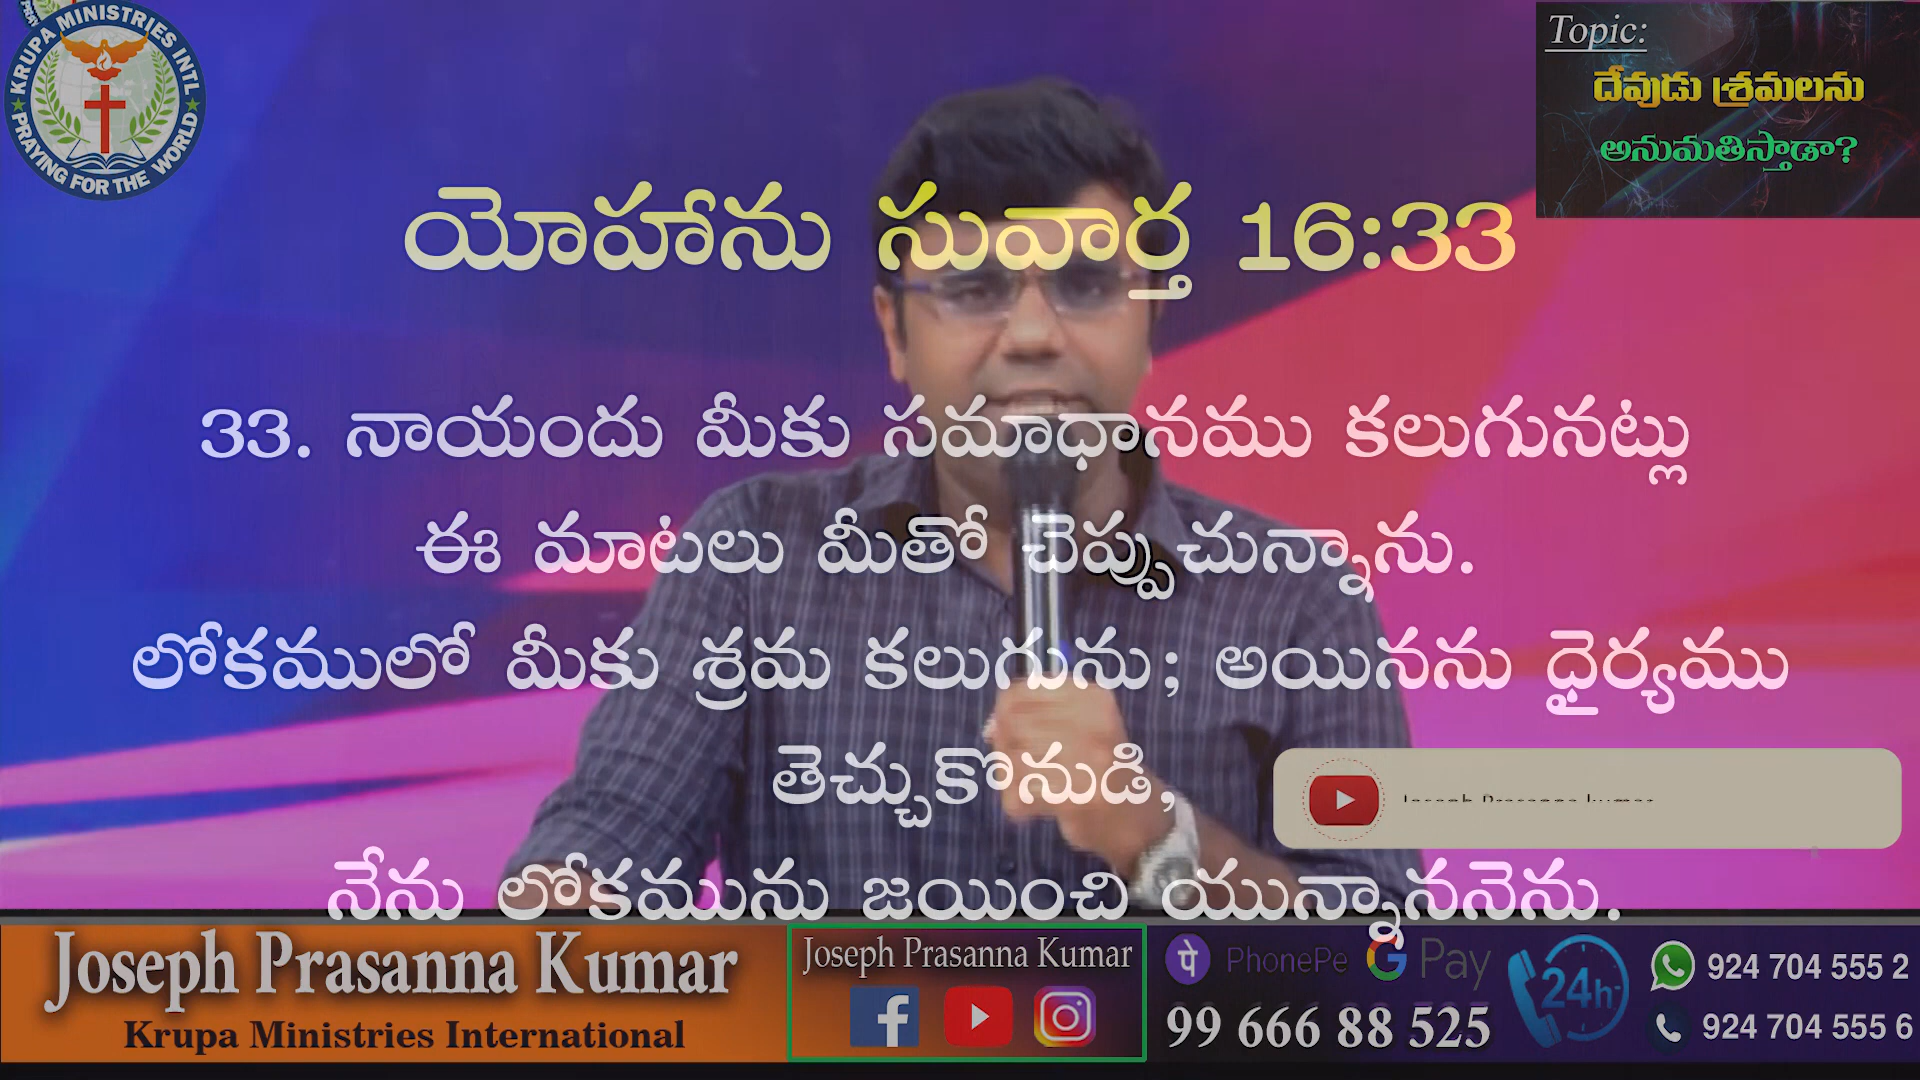 KRUPA MINISTRIES INTL
PRAYING FOR THE WORLD
Topic:
దేవుడు శ్రమలను
అనుమతిస్తాడా?
యోహాను సువార్త 16:33
33. నాయందు మీకు సమాధానము కలుగునట్లు
ఈ మాటలు మీతో చెప్పుచున్నాను.
లోకములో మీకు శ్రమ కలుగును; అయినను ధైర్యము
తెచ్చుకొనుడి,
నేను లోకమును జయించి యున్నాననెను.
Joseph Prasanna Kumar
Krupa Ministries International
Joseph Prasanna Kumar
PhonePe G Pay
99 666 88 525
24h
924 704 555 2
924 704 555 6